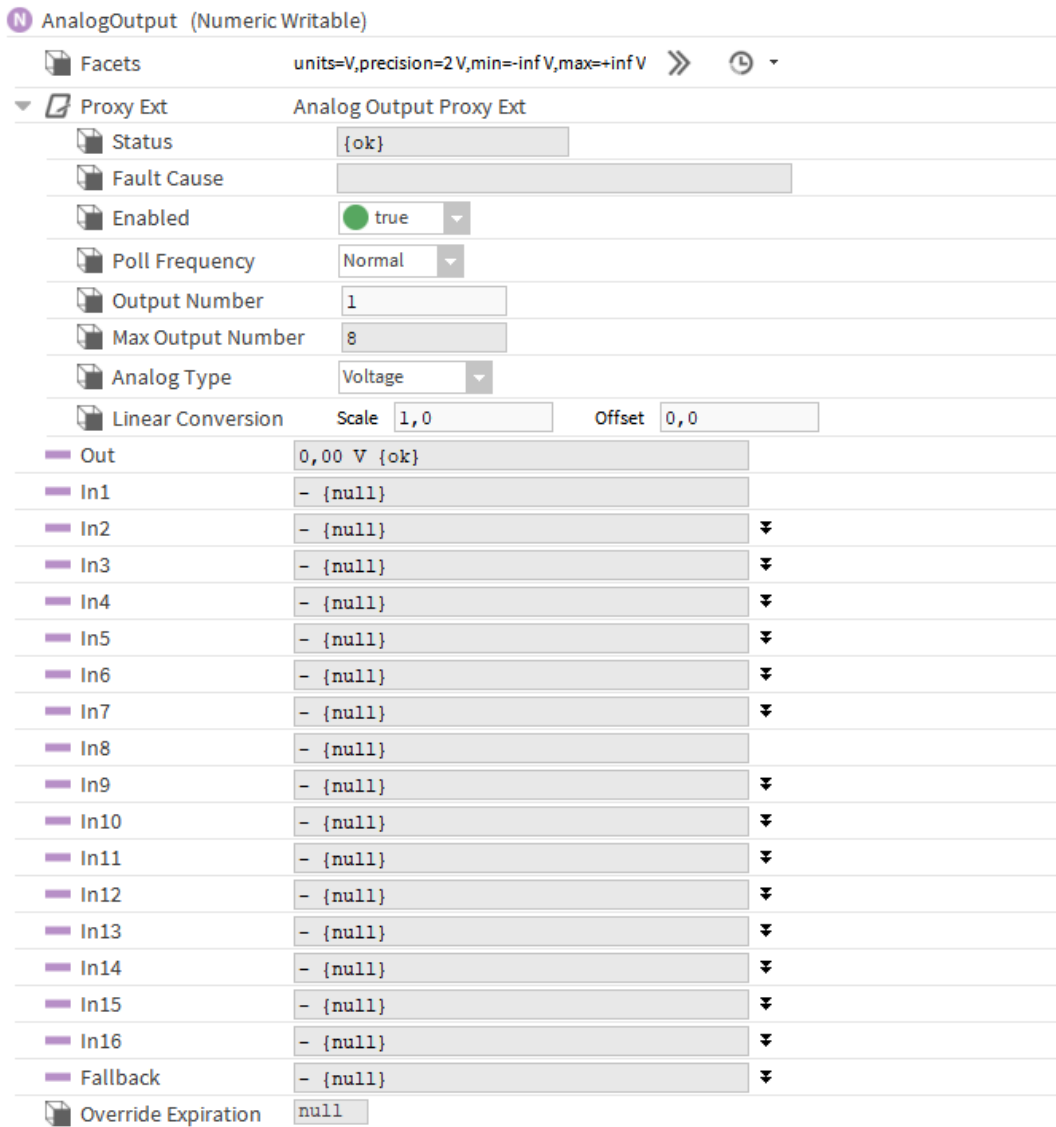 N AnalogOutput (Numeric Writable)
Facets units=V,precision=2 V,min=-inf V,max=+inf V
Proxy Ext Analog Output Proxy Ext
Status {ok}
Fault Cause
Enabled true
Poll Frequency Normal
Output Number 1
Max Output Number 8
Analog Type Voltage
Linear Conversion Scale 1,0 Offset 0,0
Out 0,00 V {ok}
In1 - {null}
In2 - {null}
In3 - {null}
In4 - {null}
In5 - {null}
In6 - {null}
In7 - {null}
In8 - {null}
In9 - {null}
In10 - {null}
In11 - {null}
In12 - {null}
In13 - {null}
In14 - {null}
In15 - {null}
In16 - {null}
Fallback - {null}
Override Expiration null